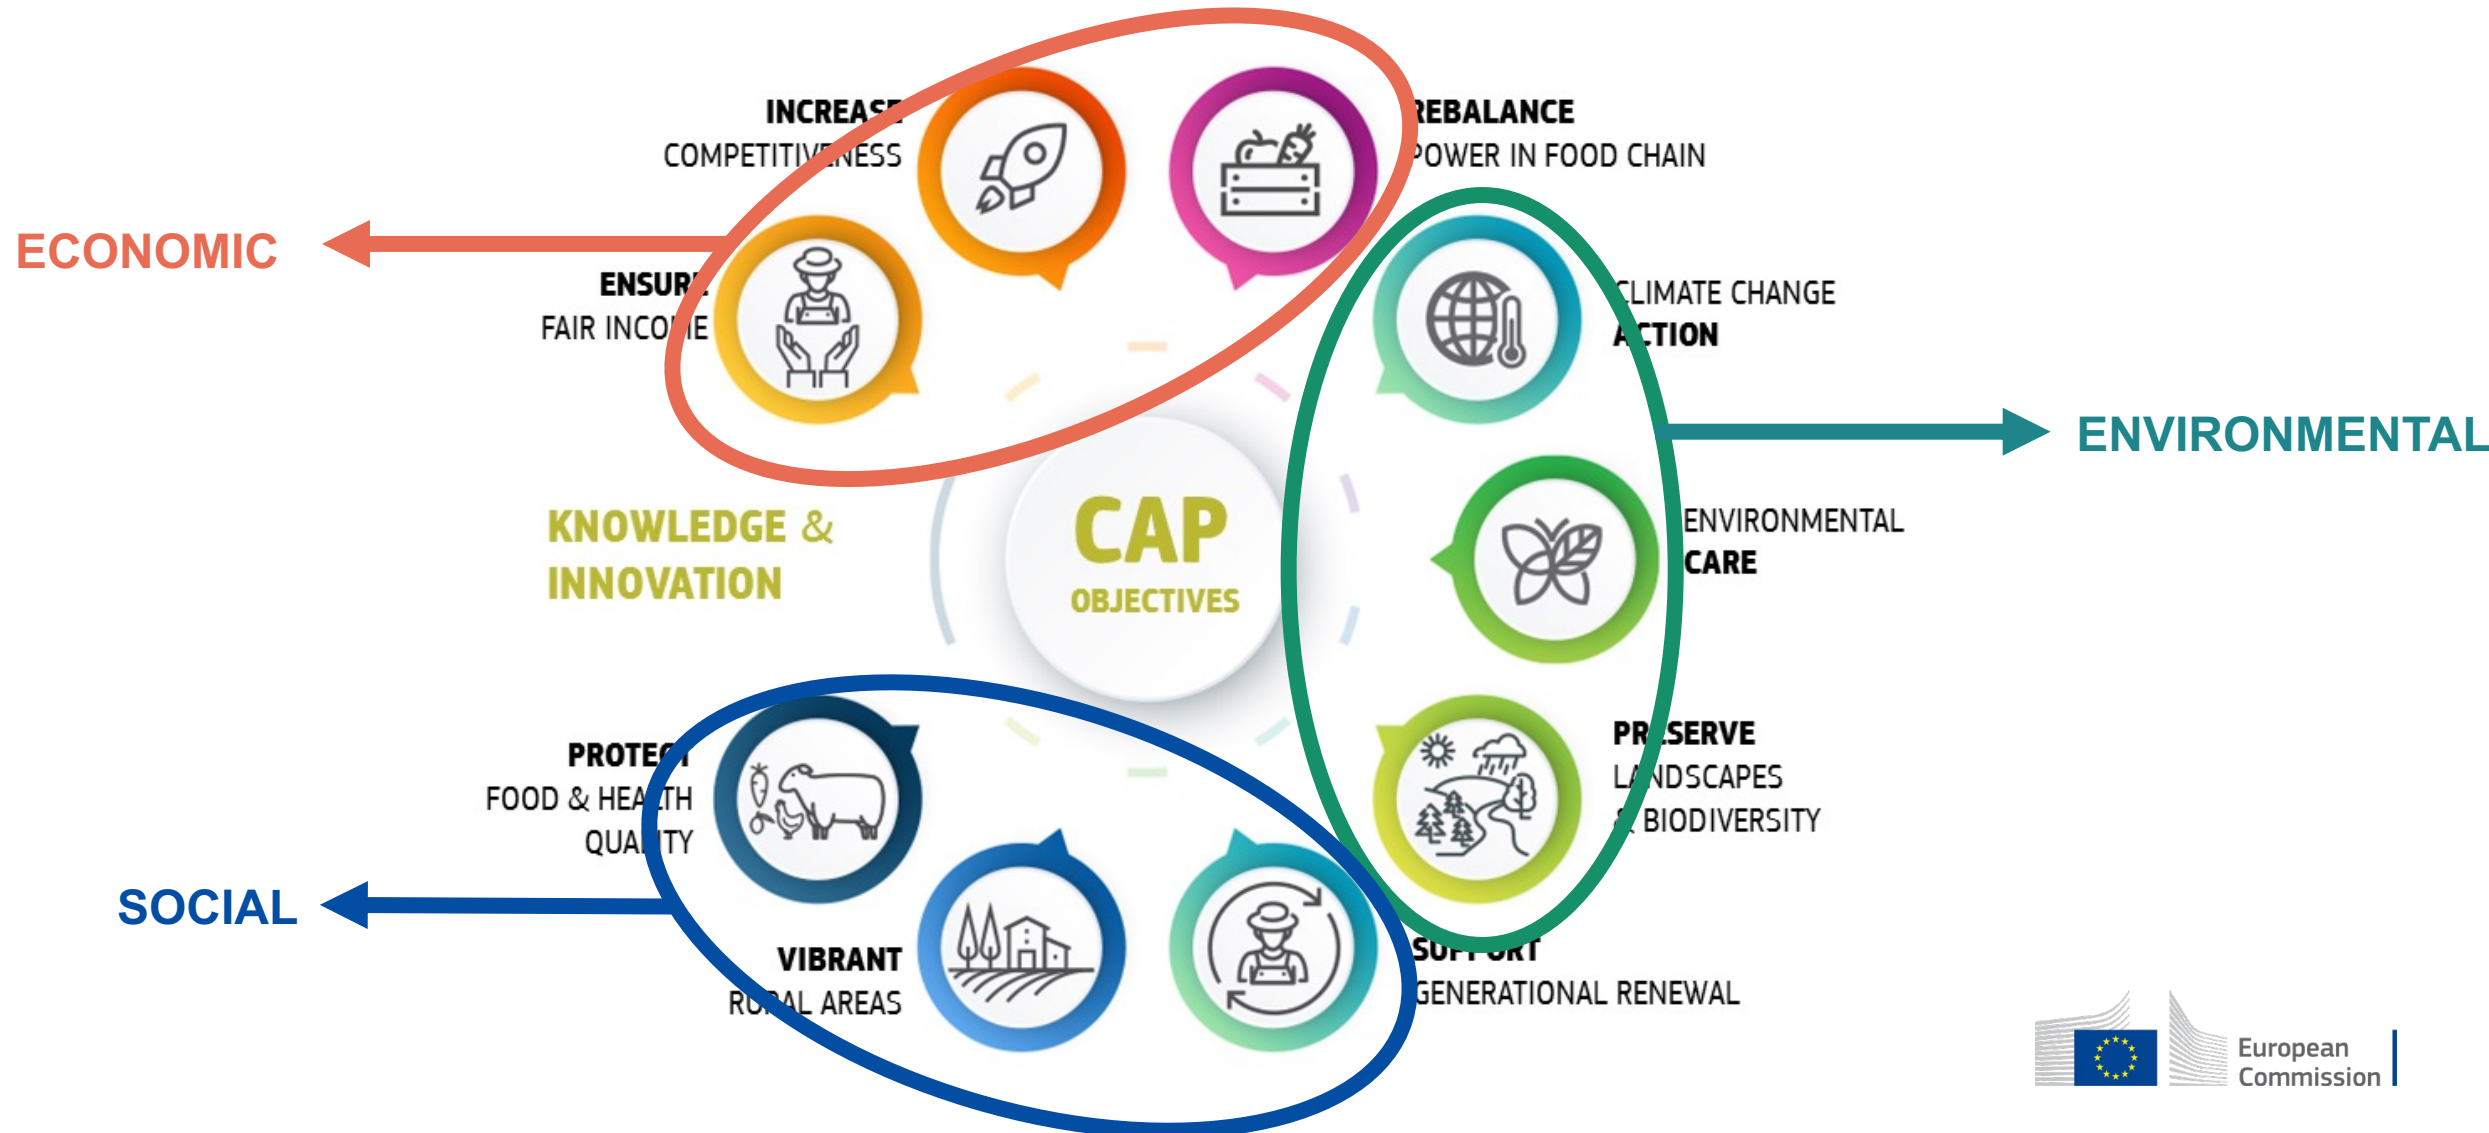 INCREASE
COMPETITIVENESS
REBALANCE
POWER IN FOOD CHAIN
ECONOMIC
ENSURE
FAIR INCOME
CLIMATE CHANGE
ACTION
ENVIRONMENTAL
KNOWLEDGE &
INNOVATION
CAP
OBJECTIVES
ENVIRONMENTAL
CARE
PROTECT
FOOD & HEALTH
QUALITY
PRESERVE
LANDSCAPES
& BIODIVERSITY
SOCIAL
VIBRANT
RURAL AREAS
SUPPORT
GENERATIONAL RENEWAL
European
Commission